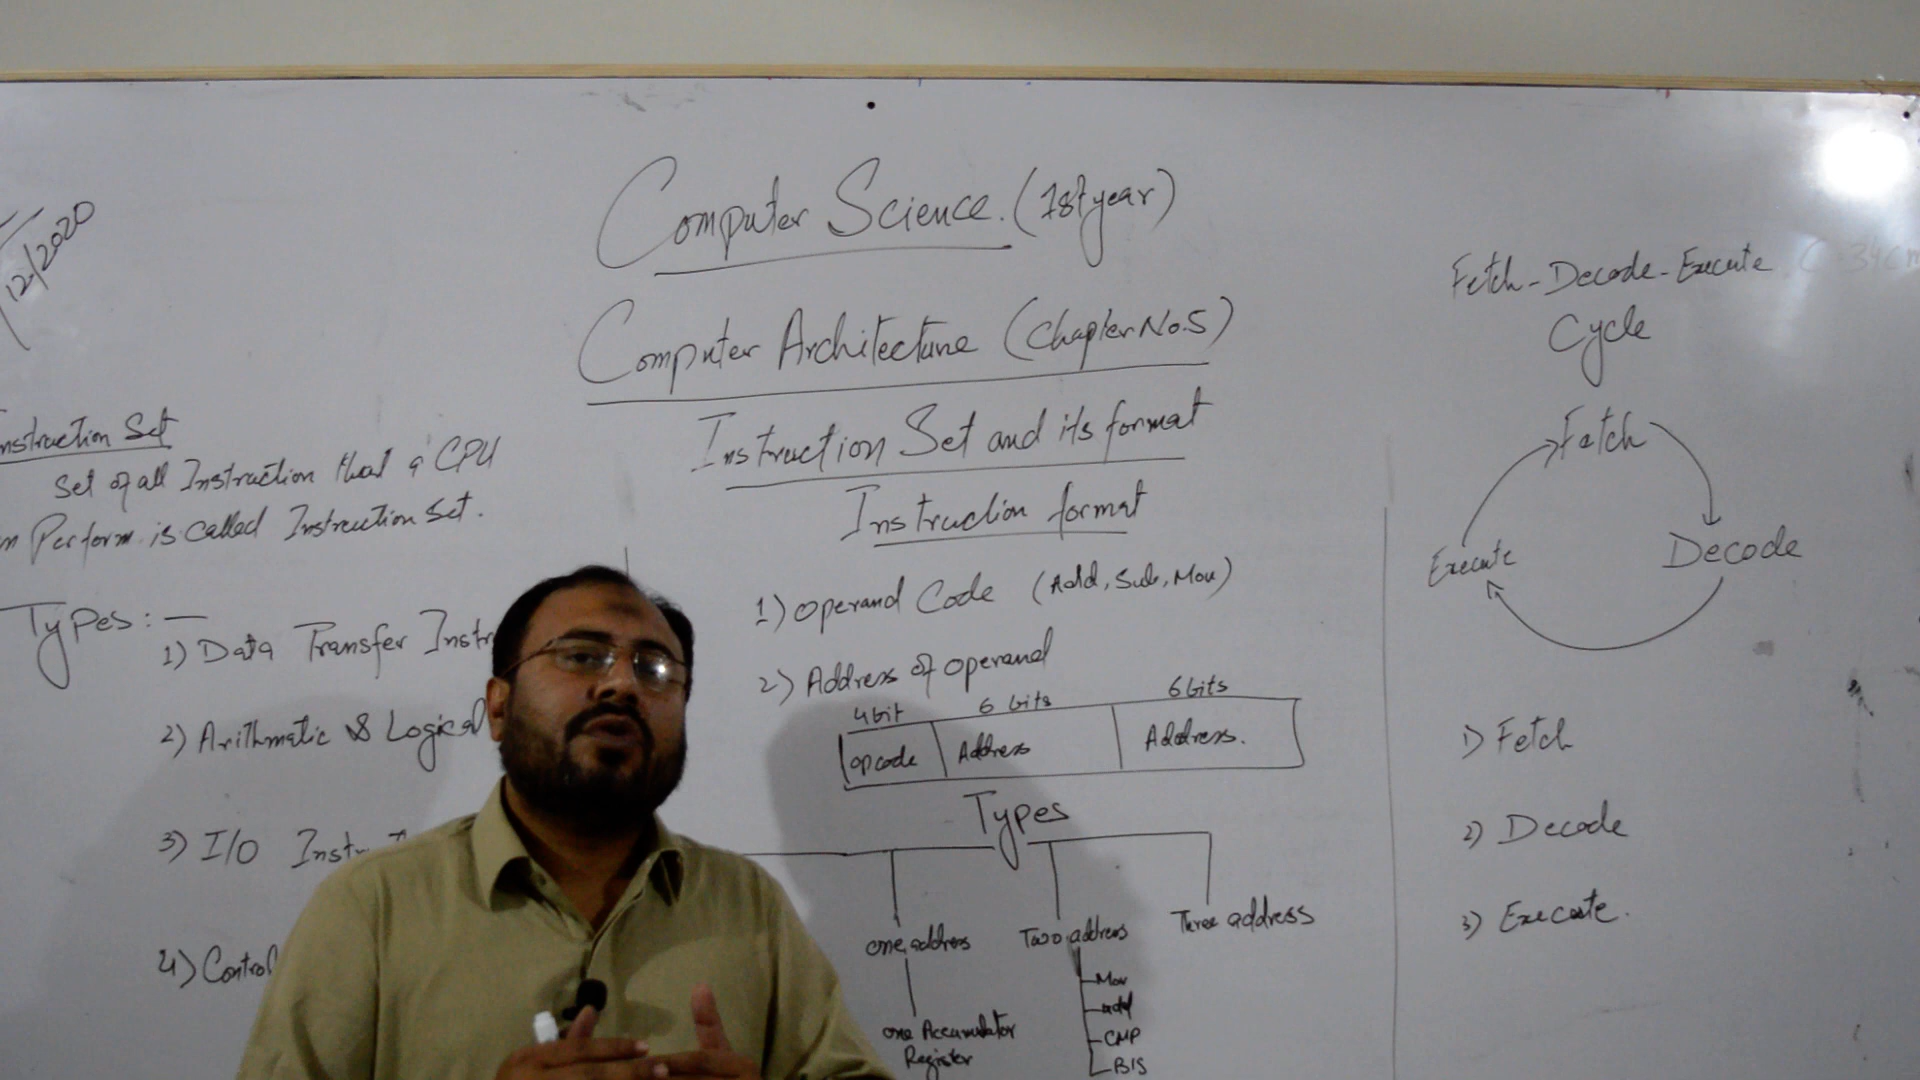 12/2020
Computer Science. (1st year)
Computer Architecture (Chapter No.5)
Instruction Set and its format
Instruction format
1) Operand Code (Add, Sub, Mov)
2) Address of operand
4bit 6 bits 6 bits
opcode Address Address.
Types
one address Two address Three address
one Accumulator
Register
Mov
add
CMP
BIS
nstruction Set
Set of all Instruction that a CPU
n Perform is called Instruction Set.
Types : —
1) Data Transfer Instr
2) Arithmatic & Logical
3) I/O Instr
4) Control
Fetch-Decode-Execute
Cycle
Fetch
Decode
Execute
1) Fetch
2) Decode
3) Execute.